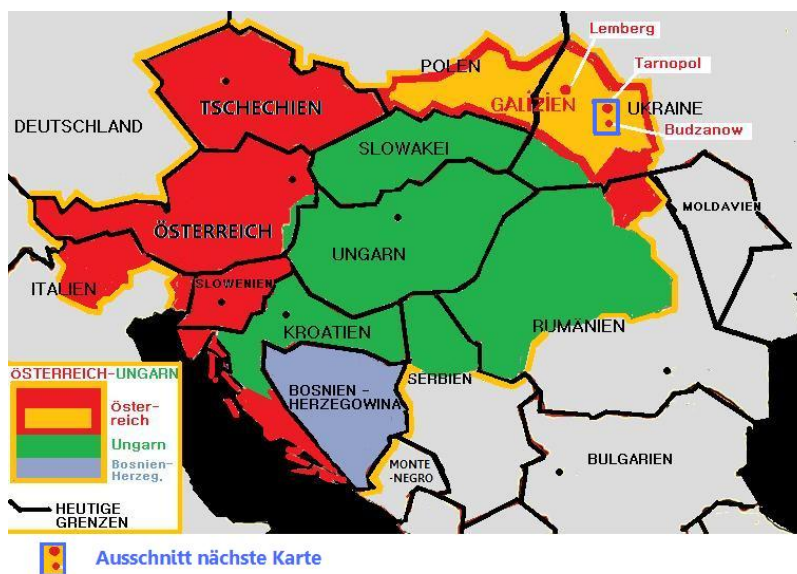 Lemberg
POLEN
Tarnopol
GALIZIEN
UKRAINE
TSCHECHIEN
DEUTSCHLAND
Budzanow
SLOWAKEI
MOLDAVIEN
ÖSTERREICH
UNGARN
ITALIEN
SLOWENIEN
KROATIEN
RUMÄNIEN
ÖSTERREICH-UNGARN
Öster-
reich
Ungarn
Bosnien-
Herzeg.
HEUTIGE
GRENZEN
BOSNIEN -
HERZEGOWINA
SERBIEN
MONTE
-NEGRO
BULGARIEN
Ausschnitt nächste Karte